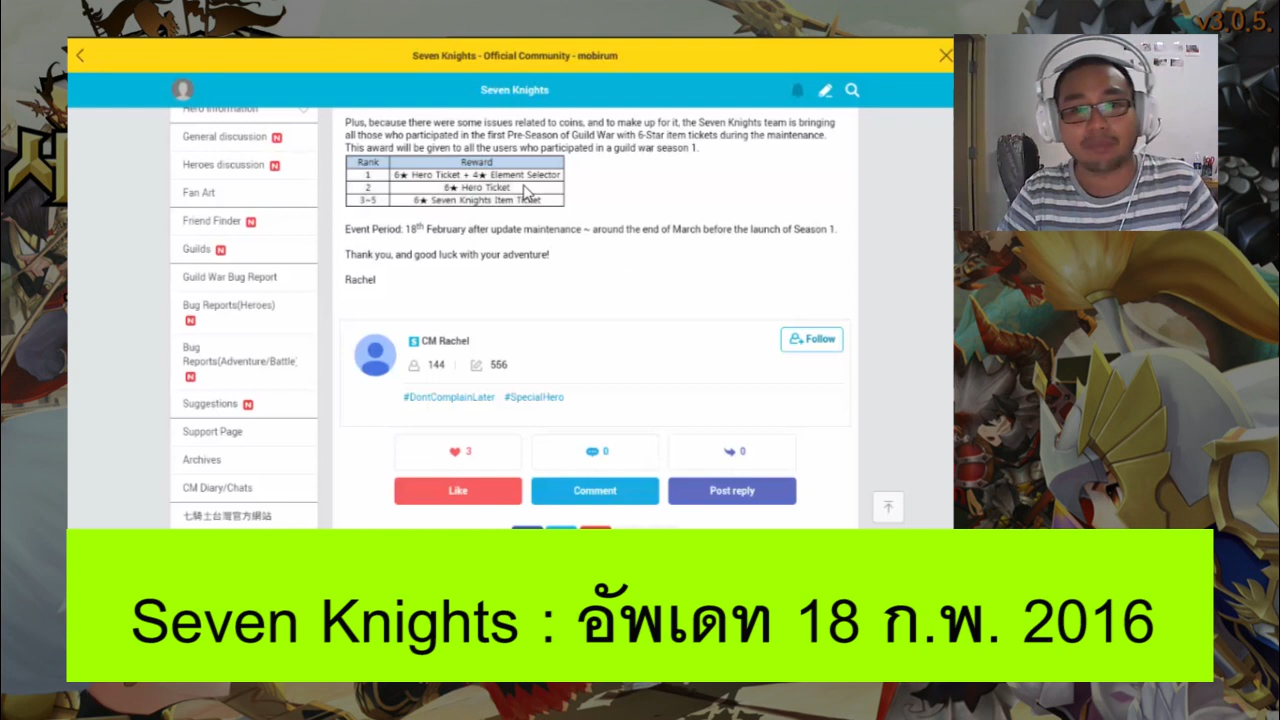 v3.0.5.
Seven Knights - Official Community - mobirum
Seven Knights
Hero Information
General discussion N
Heroes discussion N
Fan Art
Friend Finder N
Guilds N
Guild War Bug Report
Bug Reports(Heroes)
N
Bug
Reports(Adventure/Battle)
N
Suggestions N
Support Page
Archives
CM Diary/Chats
七騎士台灣官方網站
Plus, because there were some issues related to coins, and to make up for it, the Seven Knights team is bringing
all those who participated in the first Pre-Season of Guild War with 6-Star item tickets during the maintenance.
This award will be given to all the users who participated in a guild war season 1.
Rank Reward
1 6★ Hero Ticket + 4★ Element Selector
2 6★ Hero Ticket
3~5 6★ Seven Knights Item Ticket
Event Period: 18th February after update maintenance ~ around the end of March before the launch of Season 1.
Thank you, and good luck with your adventure!
Rachel
S CM Rachel
Follow
144 556
#DontComplainLater #SpecialHero
3 0 0
Like Comment Post reply
Seven Knights : อัพเดท 18 ก.พ. 2016